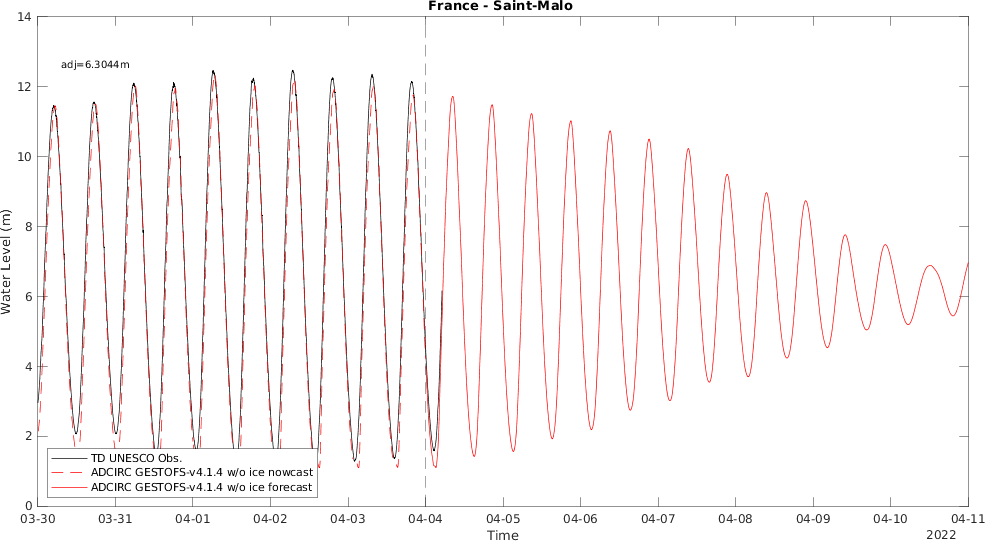 France - Saint-Malo
14
adj=6.3044m
12
10
8
6
4
2
0
Water Level (m)
TD UNESCO Obs.
ADCIRC GESTOFS-v4.1.4 w/o ice nowcast
ADCIRC GESTOFS-v4.1.4 w/o ice forecast
03-30 03-31 04-01 04-02 04-03 04-04 04-05 04-06 04-07 04-08 04-09 04-10 04-11
Time
2022